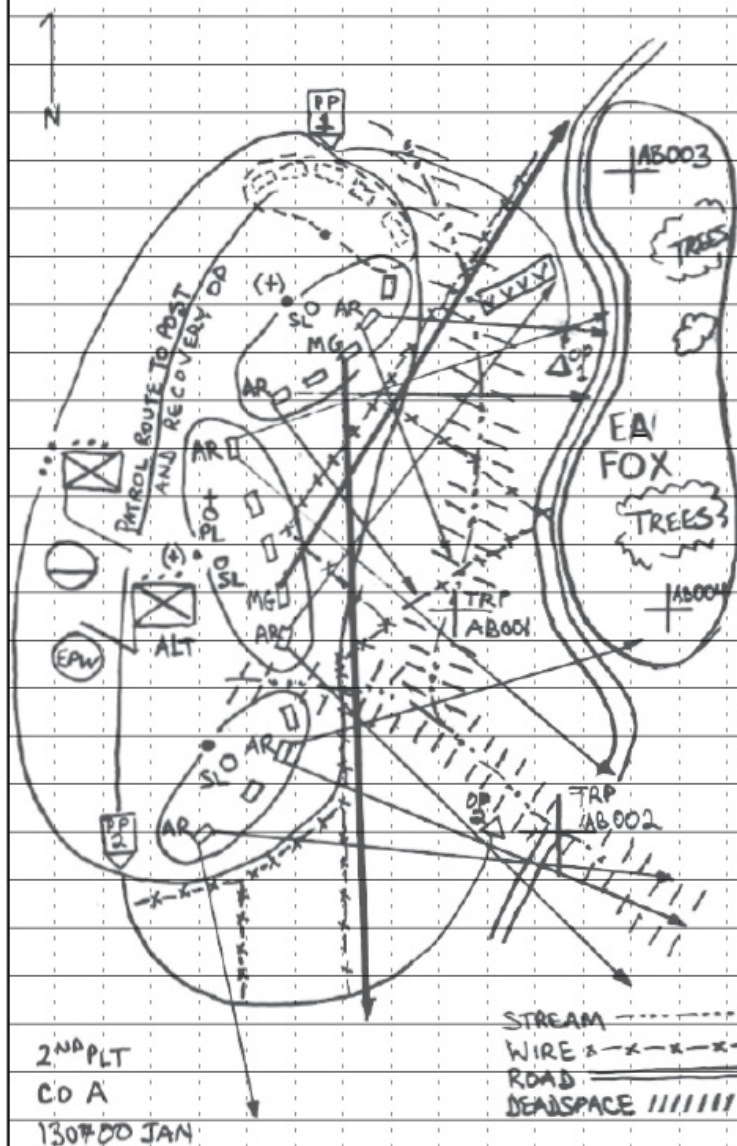 N
PP
1
AB003
TREES
(+)
SL
AR
MG
OP
1
AR
PATROL ROUTE TO POST
AND RECOVERY OP
AR
EA
FOX
+
PL
TREES
(+)
SL
MG
TRP
AB001
AB004
ALT
AR
EPW
AR
SL
OP
2
TRP
AB002
PP
2
AR
STREAM
WIRE
ROAD
DEADSPACE
2ND PLT
CO A
JAN